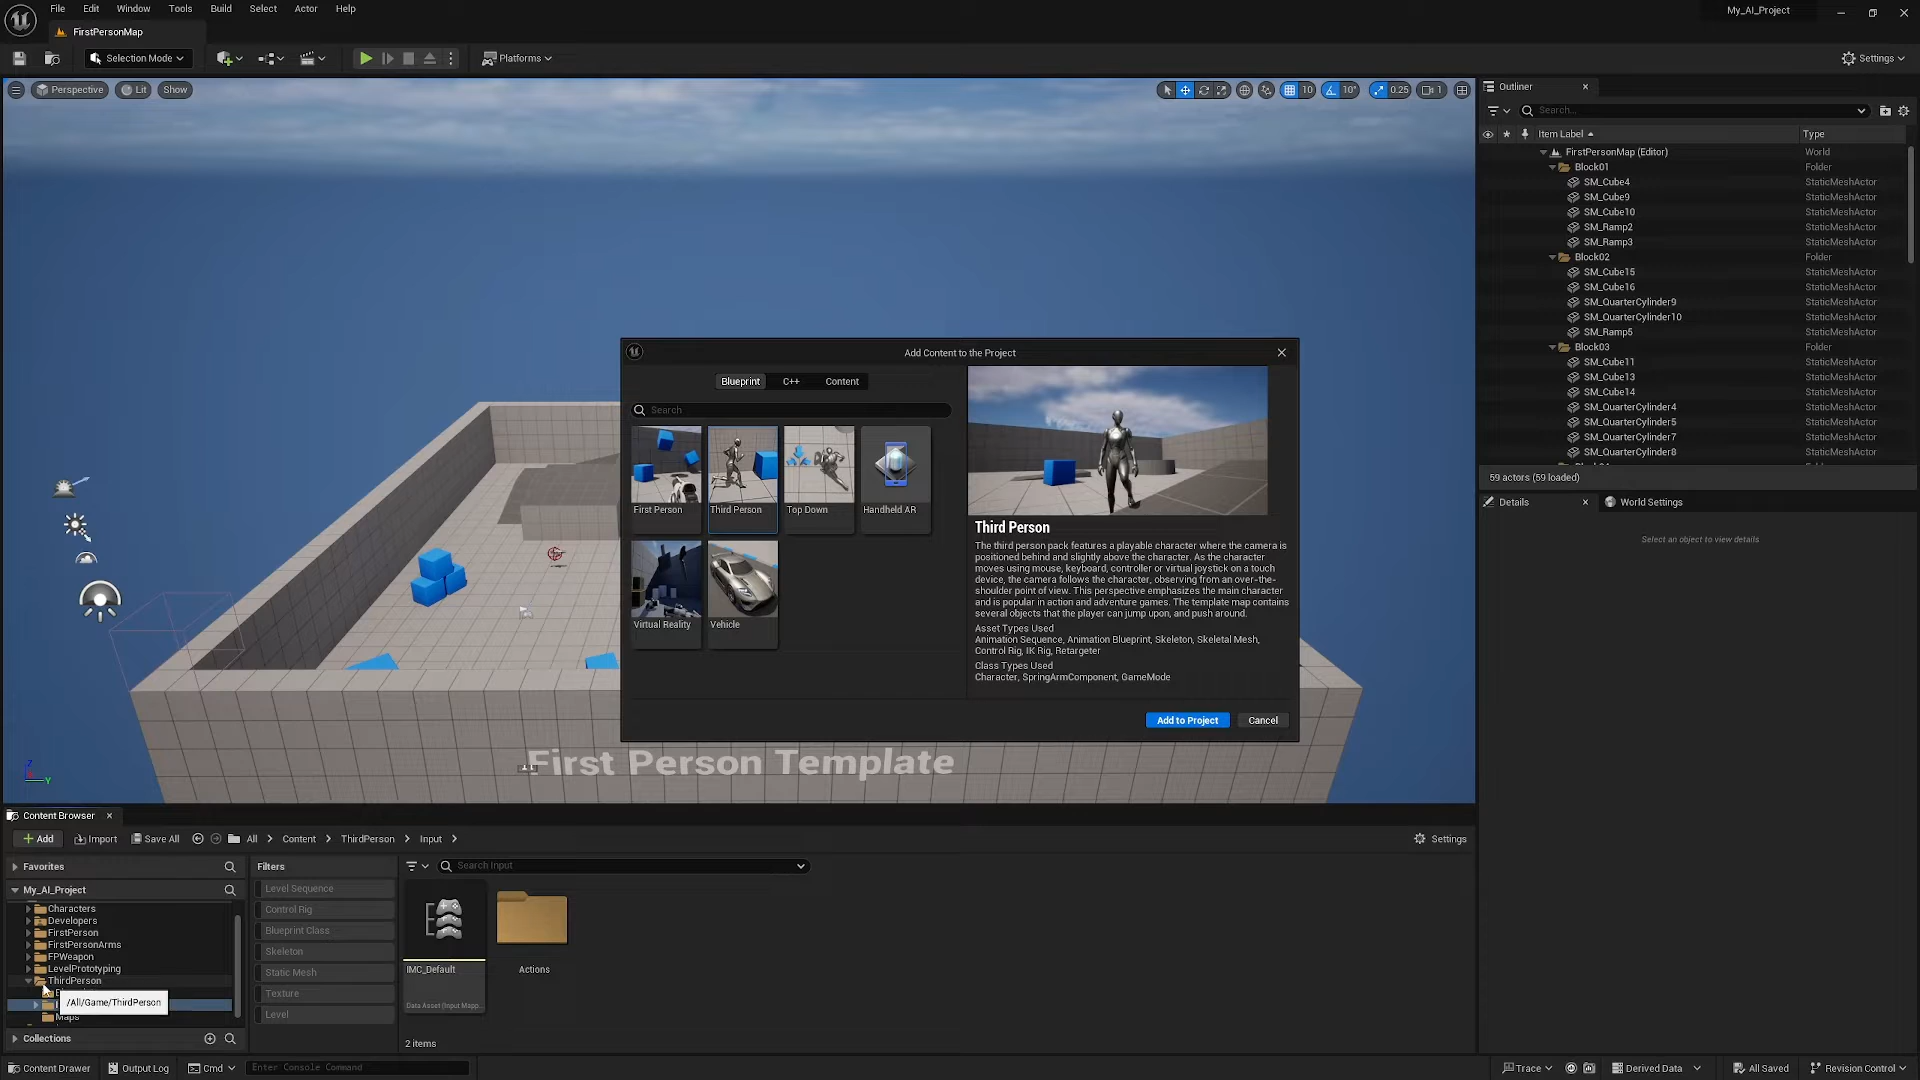 File Edit Window Tools Build Select Actor Help
My_AI_Project
FirstPersonMap
Selection Mode
Platforms
Settings
Perspective
Lit
Show
10
10°
0.25
1
First Person Template
Z
Y
Outliner
Search...
Item Label
Type
FirstPersonMap (Editor) World
Block01 Folder
SM_Cube4 StaticMeshActor
SM_Cube9 StaticMeshActor
SM_Cube10 StaticMeshActor
SM_Ramp2 StaticMeshActor
SM_Ramp3 StaticMeshActor
Block02 Folder
SM_Cube15 StaticMeshActor
SM_Cube16 StaticMeshActor
SM_QuarterCylinder9 StaticMeshActor
SM_QuarterCylinder10 StaticMeshActor
SM_Ramp5 StaticMeshActor
Block03 Folder
SM_Cube11 StaticMeshActor
SM_Cube13 StaticMeshActor
SM_Cube14 StaticMeshActor
SM_QuarterCylinder4 StaticMeshActor
SM_QuarterCylinder5 StaticMeshActor
SM_QuarterCylinder7 StaticMeshActor
SM_QuarterCylinder8 StaticMeshActor
59 actors (59 loaded)
Details
World Settings
Select an object to view details
Add Content to the Project
Blueprint C++ Content
Search
First Person
Third Person
Top Down
Handheld AR
Virtual Reality
Vehicle
Third Person
The third person pack features a playable character where the camera is
positioned behind and slightly above the character. As the character
moves using mouse, keyboard, controller or virtual joystick on a touch
device, the camera follows the character, observing from an over-the-
shoulder point of view. This perspective emphasizes the main character
and is popular in action and adventure games. The template map contains
several objects that the player can jump upon, and push around.
Asset Types Used
Animation Sequence, Animation Blueprint, Skeleton, Skeletal Mesh,
Control Rig, IK Rig, Retargeter
Class Types Used
Character, SpringArmComponent, GameMode
Add to Project
Cancel
Content Browser
Add
Import
Save All
All
Content
ThirdPerson
Input
Settings
Favorites
My_AI_Project
Characters
Developers
FirstPerson
FirstPersonArms
FPWeapon
LevelPrototyping
ThirdPerson
/All/Game/ThirdPerson
Maps
Collections
Filters
Level Sequence
Control Rig
Blueprint Class
Skeleton
Static Mesh
Texture
Level
Search Input
IMC_Default
Data Asset (Input Mapp...
Actions
2 items
Content Drawer
Output Log
Cmd
Enter Console Command
Trace
Derived Data
All Saved
Revision Control